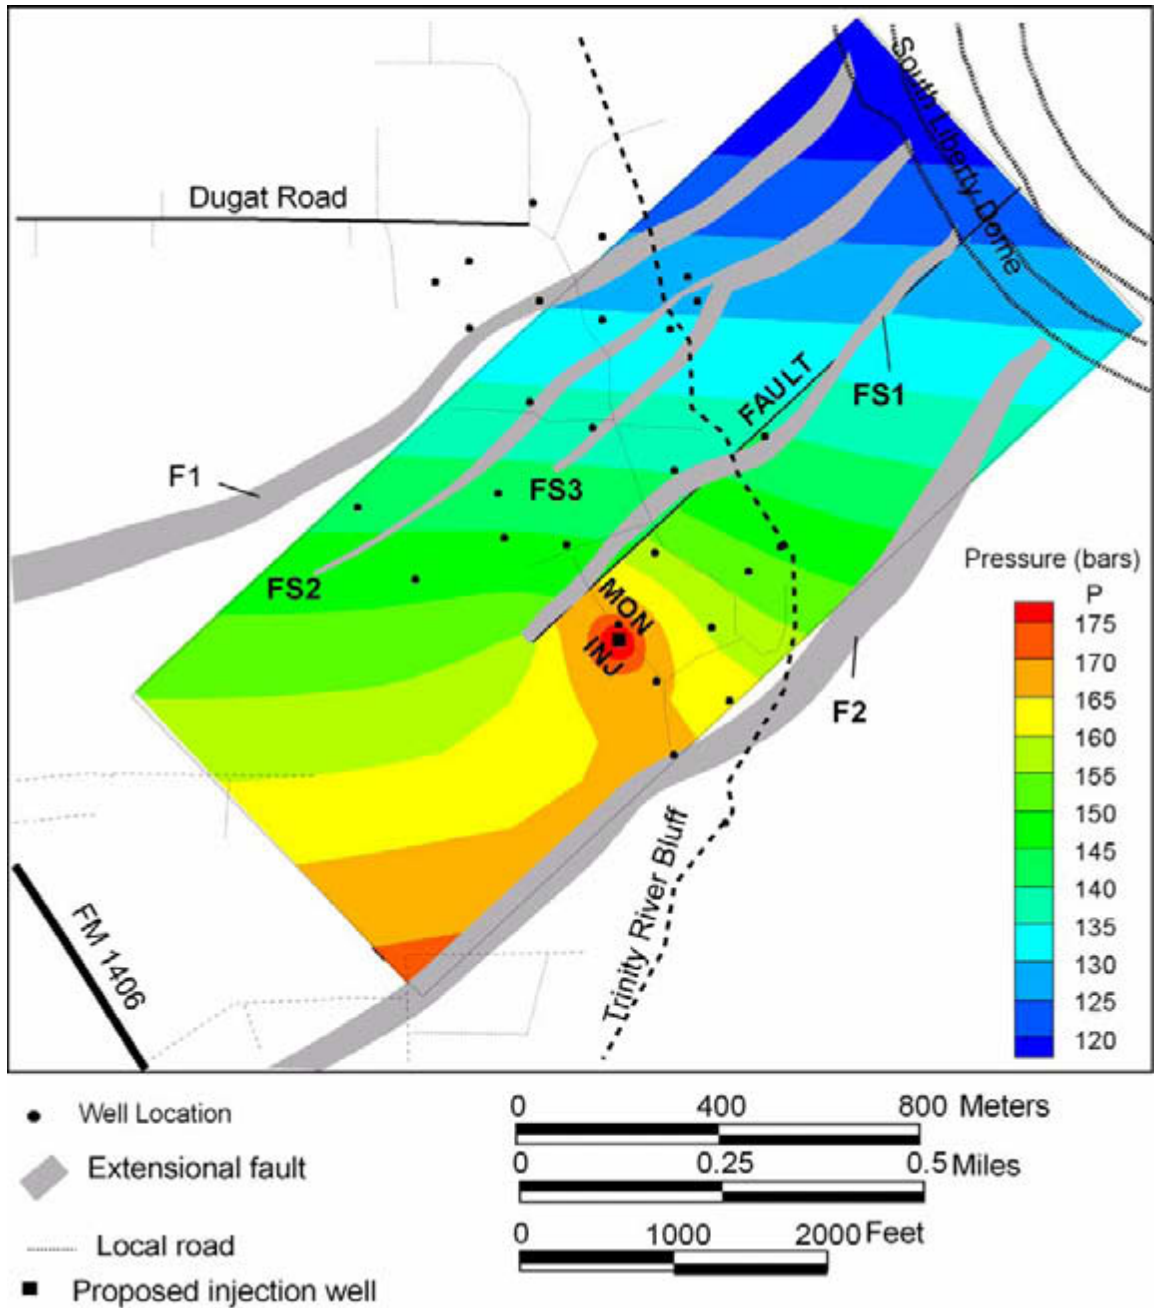 South Liberty Dome
Dugat Road
FAULT
FS1
F1
FS3
FS2
MON
INJ
F2
Trinity River Bluff
FM 1406
Pressure (bars)
P
175
170
165
160
155
150
145
140
135
130
125
120
Well Location
Extensional fault
Local road
Proposed injection well
0 400 800 Meters
0 0.25 0.5 Miles
0 1000 2000 Feet